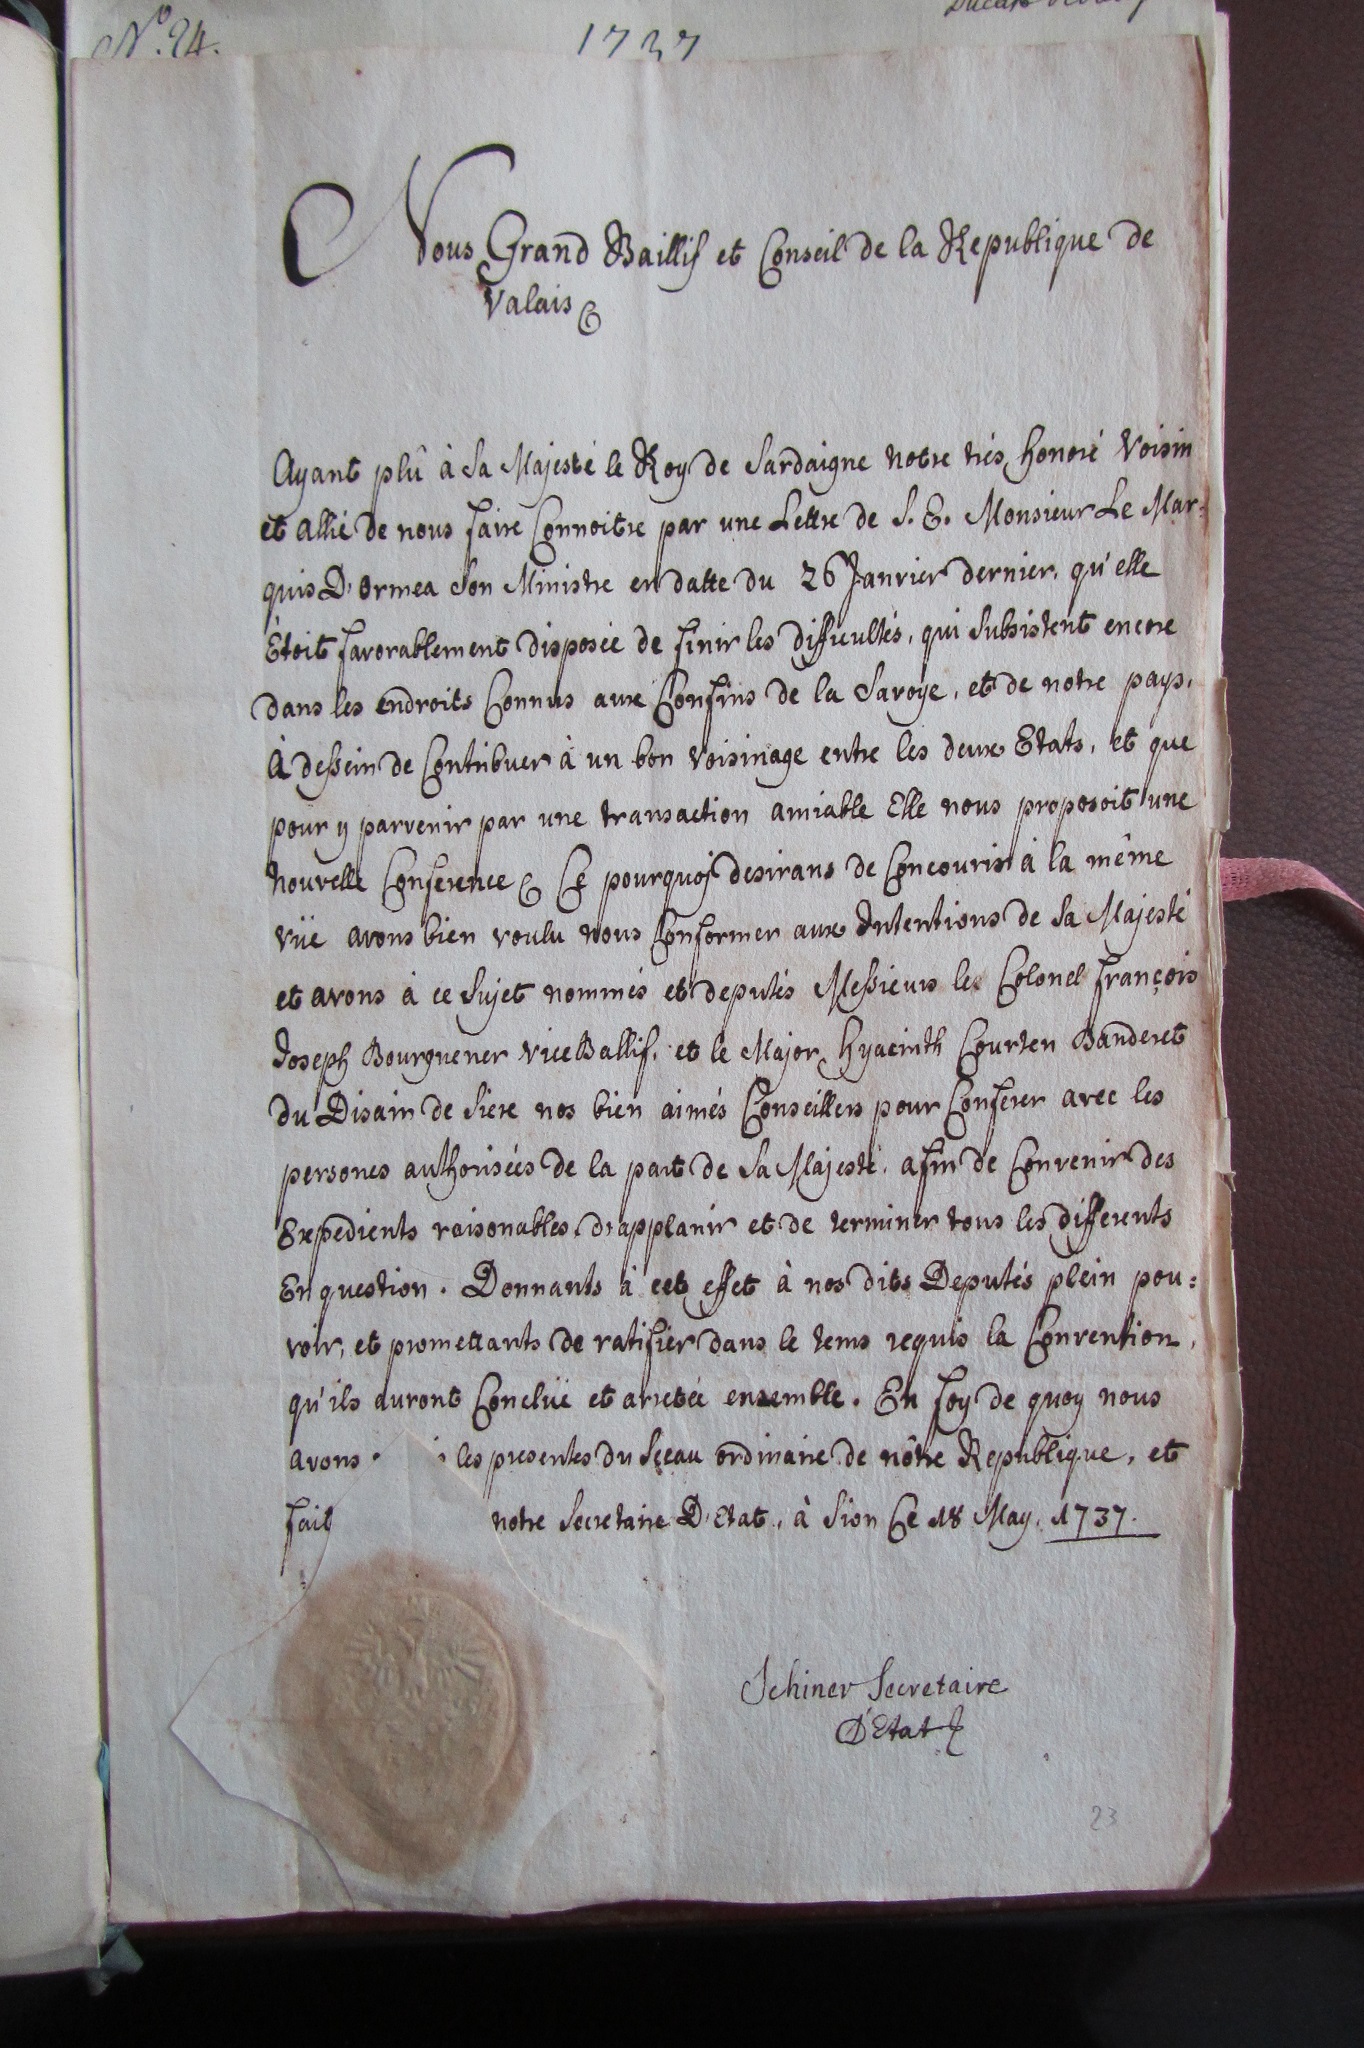 N.º 24.
1737
Nous Grand Baillif et Conseil de la Republique de
Valais
Ayant plû à Sa Majesté le Roy de Sardaigne notre trés honoré Voisin
et allié de nous faire Connoitre par une Lettre de S. E. Monsieur Le Mar-
quis D'Ormea Son Ministre en datte du 26 Janvier dernier, qu'elle
Étoit favorablement disposée de finir les difficultés, qui Subsistent encore
dans les endroits Connus aux Confins de la Savoye, et de notre pays,
À dessein de Contribuer à un bon Voisinage entre les deux Etats, et que
pour y parvenir par une transaction amiable Elle nous proposoit une
Nouvelle Conference Ce pourquoy desirans de Concourir à la même
vüe avons bien voulu nous Conformer aux Intentions de Sa Majesté
et avons à ce Sujet nommés et deputés Messieurs le Colonel François
Joseph Bourguener Vice Ballif, et le Major Hyacinth Courten Banderet
du Disain de Siere nos bien aimés Conseillers pour Conferer avec les
persones authorisées de la part de Sa Majesté, afin de Convenir des
Expedients raisonables d'applanir et de terminer tous les differents
En question. Donnants à cet effet à nos dits Deputés plein pou=
voir, et promettants de ratifier dans le tems requis la Convention,
qu'ils auront Conclüe et arretée ensemble. En foy de quoy nous
avons les presentes du Sceau ordinaire de nôtre Republique, et
fait notre Secretaire D'Etat, à Sion Ce 18 May. 1737.
Schiner Secretaire
D'Etat
23